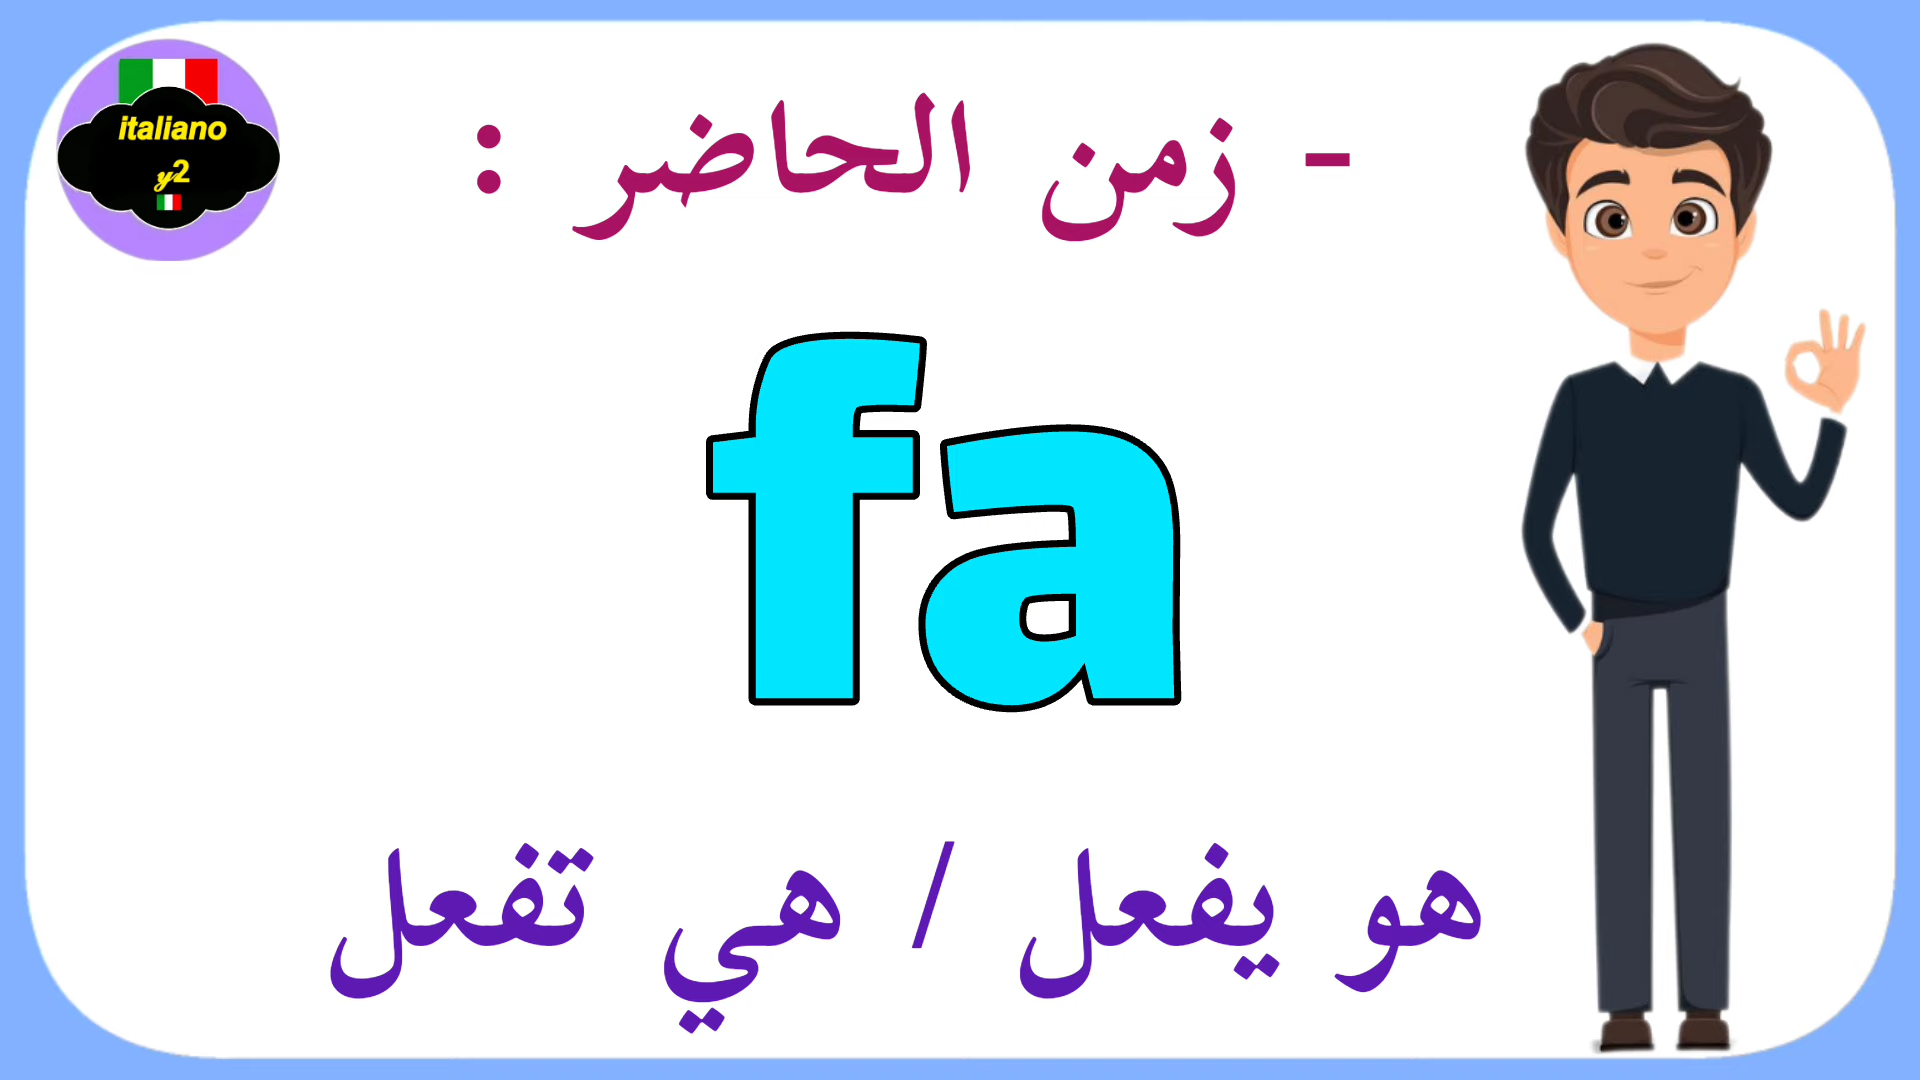 italiano
y2
- زمن الحاضر :
fa
هو يفعل / هي تفعل